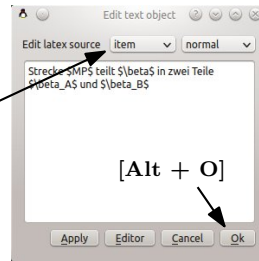 Edit text object
Edit latex source item normal
Strecke $MP$ teilt $\beta$ in zwei Teile
$\beta_A$ und $\beta_B$
[Alt + O]
Apply Editor Cancel Ok